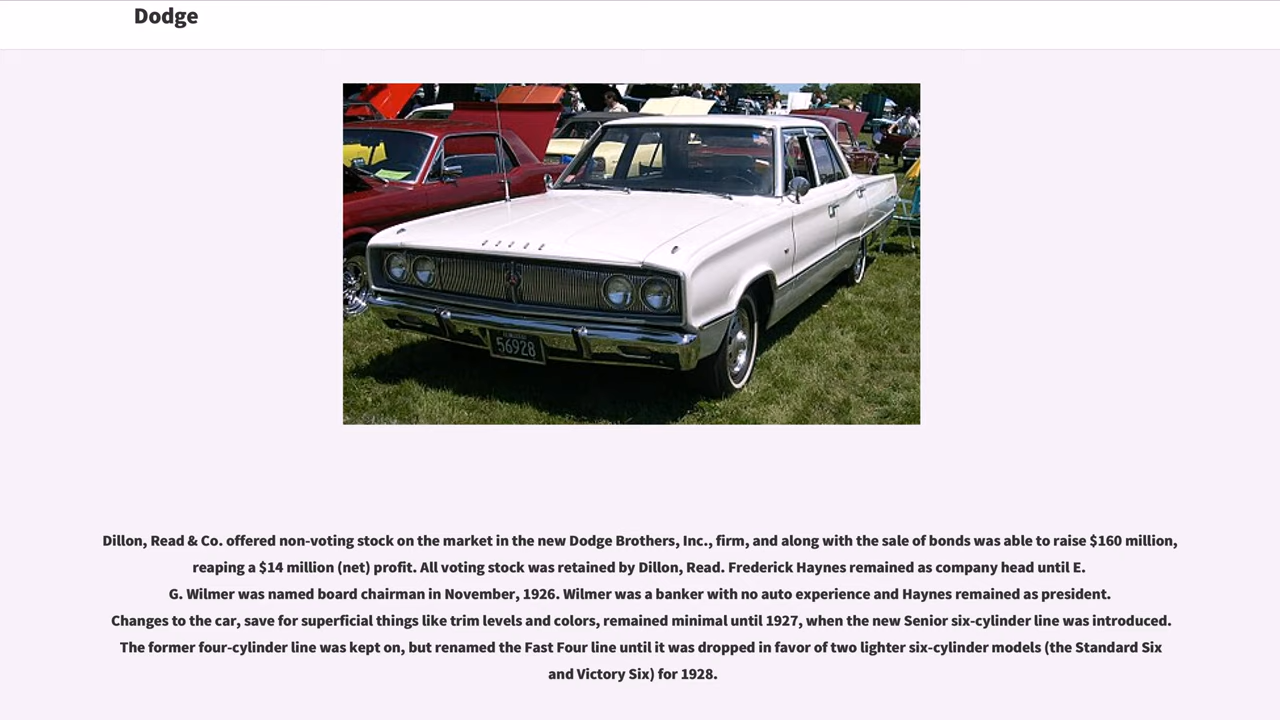 Dodge
DODGE
56928
Dillon, Read & Co. offered non-voting stock on the market in the new Dodge Brothers, Inc., firm, and along with the sale of bonds was able to raise $160 million,
reaping a $14 million (net) profit. All voting stock was retained by Dillon, Read. Frederick Haynes remained as company head until E.
G. Wilmer was named board chairman in November, 1926. Wilmer was a banker with no auto experience and Haynes remained as president.
Changes to the car, save for superficial things like trim levels and colors, remained minimal until 1927, when the new Senior six-cylinder line was introduced.
The former four-cylinder line was kept on, but renamed the Fast Four line until it was dropped in favor of two lighter six-cylinder models (the Standard Six
and Victory Six) for 1928.